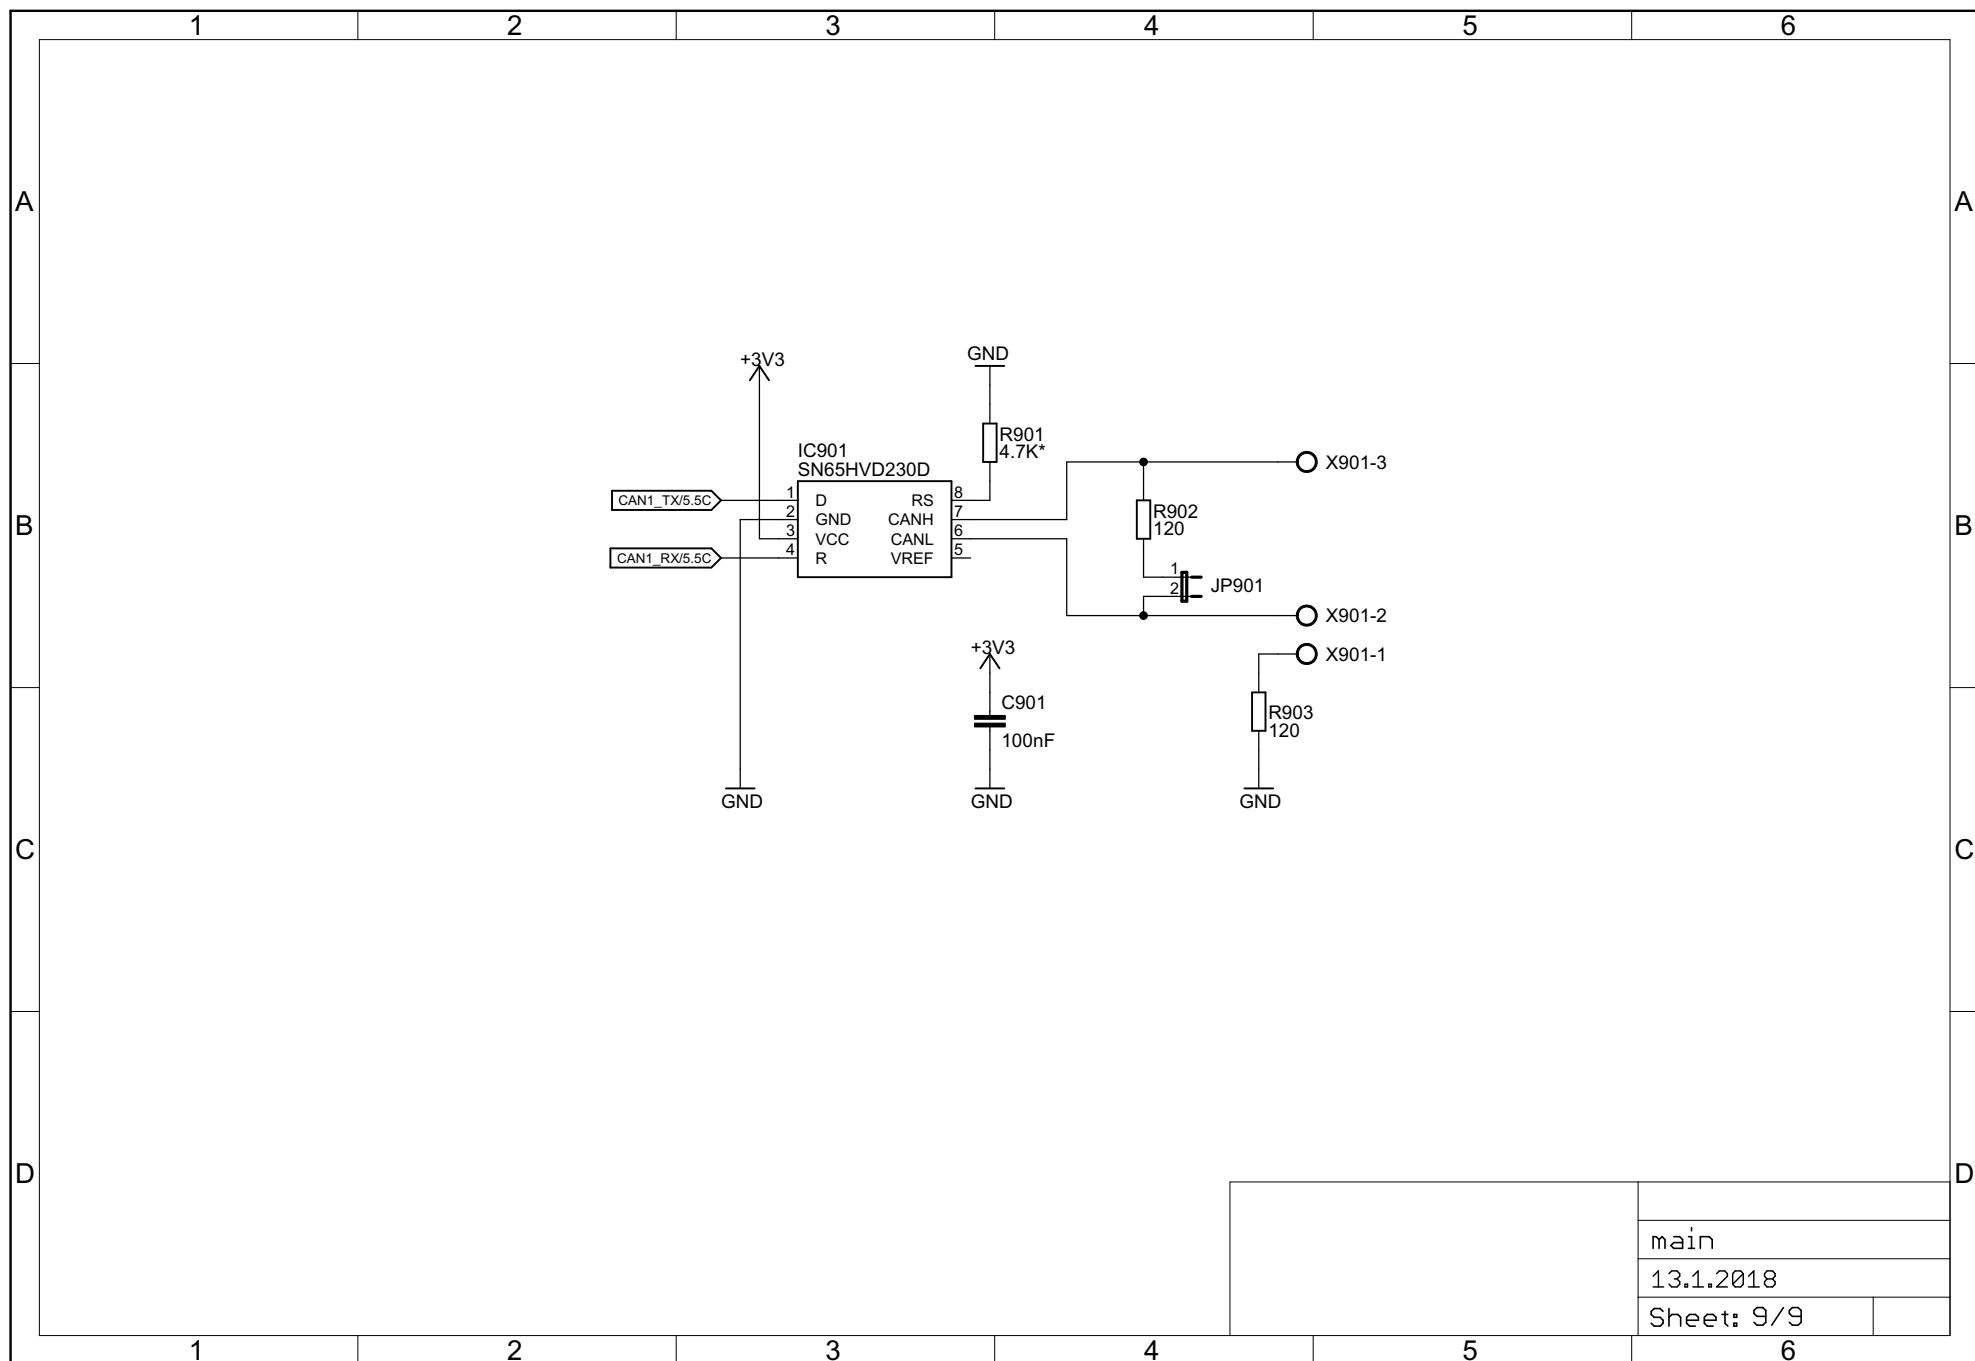 1 2 3 4 5 6
A A
+3V3
GND
R901
4.7K*
IC901
SN65HVD230D
X901-3
CAN1_TX/5.5C
1 D RS 8
2 GND CANH 7
3 VCC CANL 6
4 R VREF 5
CAN1_RX/5.5C
R902
120
B B
1
2
JP901
X901-2
X901-1
+3V3
C901
100nF
R903
120
GND GND GND
C C
D D
main
13.1.2018
Sheet: 9/9
1 2 3 4 5 6